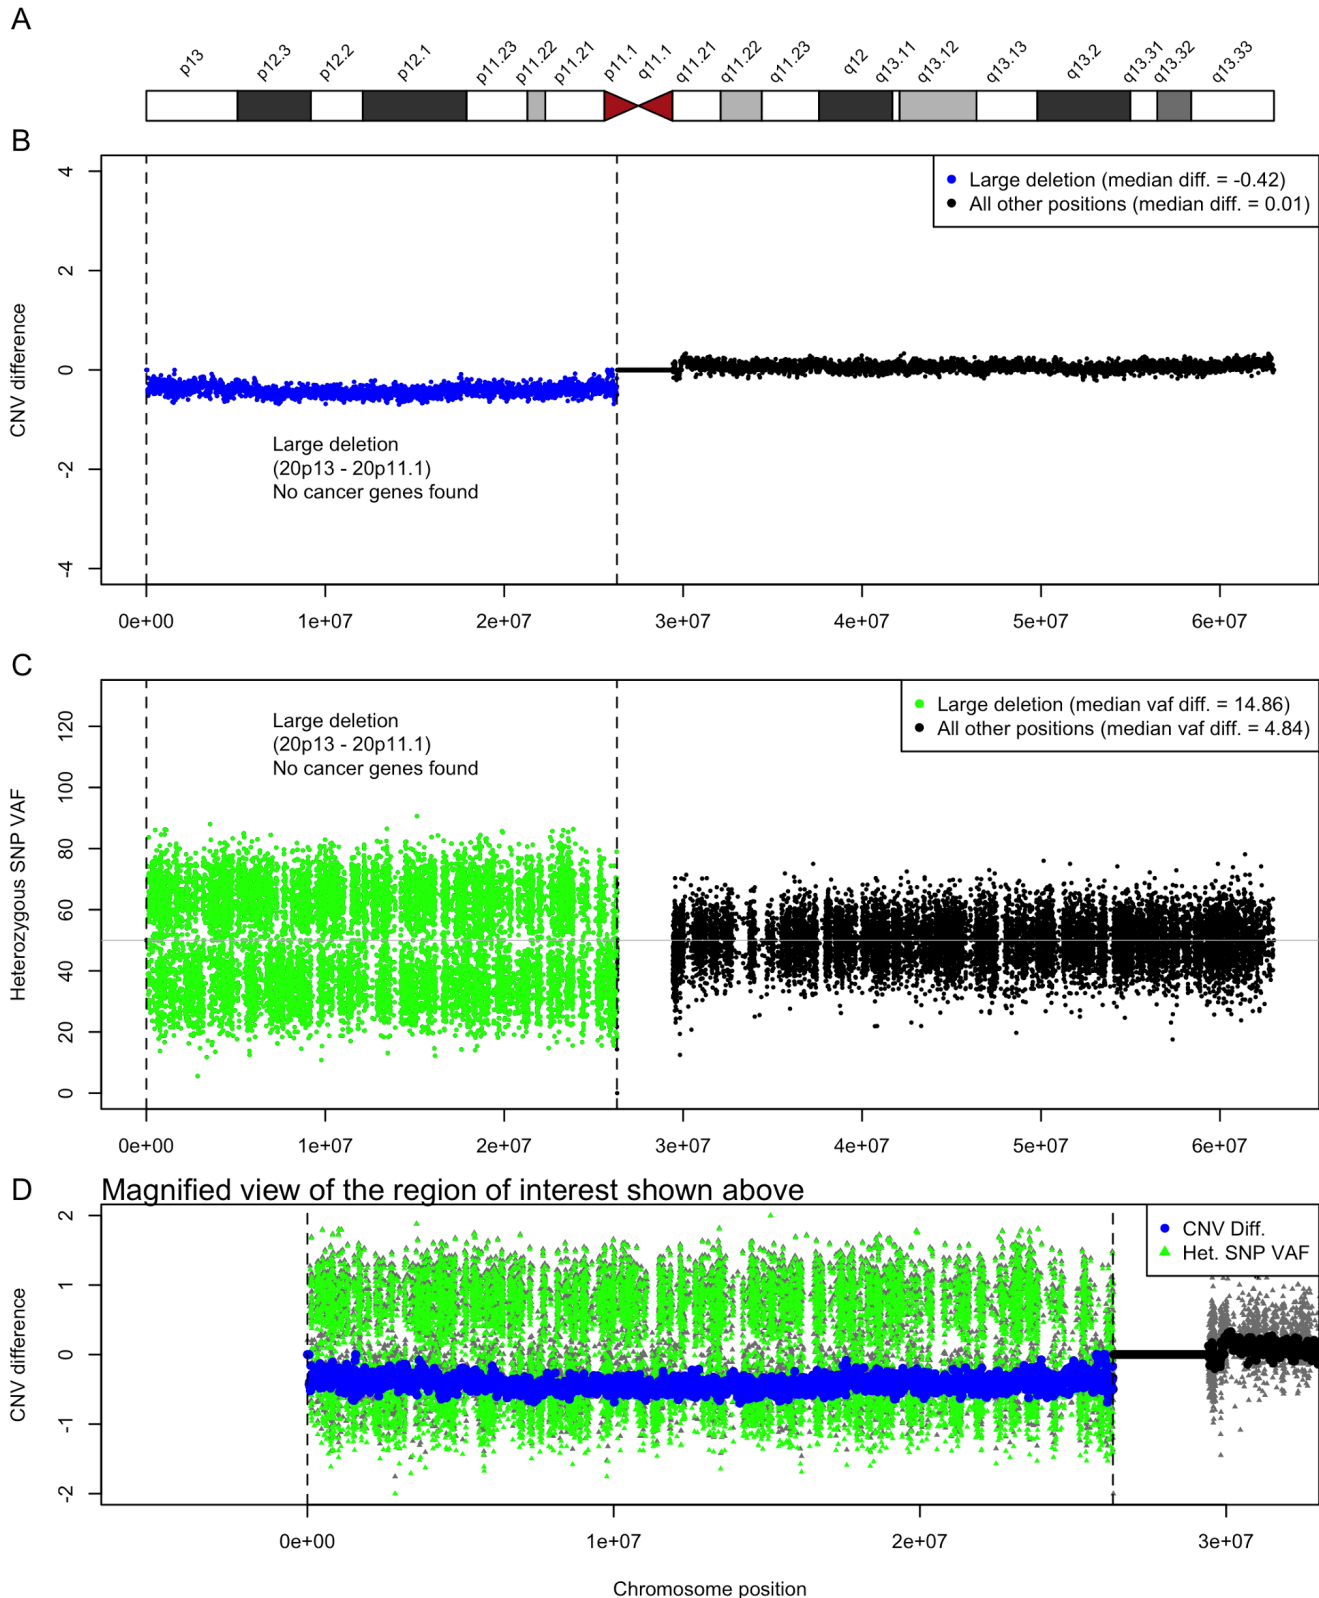 A
p13 p12.3 p12.2 p12.1 p11.23 p11.22 p11.21 p11.1 q11.1 q11.21 q11.22 q11.23 q12 q13.11 q13.12 q13.13 q13.2 q13.31 q13.32 q13.33
B
CNV difference
4
2
0
-2
-4
Large deletion (median diff. = -0.42)
All other positions (median diff. = 0.01)
Large deletion
(20p13 - 20p11.1)
No cancer genes found
0e+00 1e+07 2e+07 3e+07 4e+07 5e+07 6e+07
C
Heterozygous SNP VAF
120
100
80
60
40
20
0
Large deletion
(20p13 - 20p11.1)
No cancer genes found
Large deletion (median vaf diff. = 14.86)
All other positions (median vaf diff. = 4.84)
0e+00 1e+07 2e+07 3e+07 4e+07 5e+07 6e+07
D Magnified view of the region of interest shown above
CNV difference
2
1
0
-1
-2
CNV Diff.
Het. SNP VAF
0e+00 1e+07 2e+07 3e+07
Chromosome position